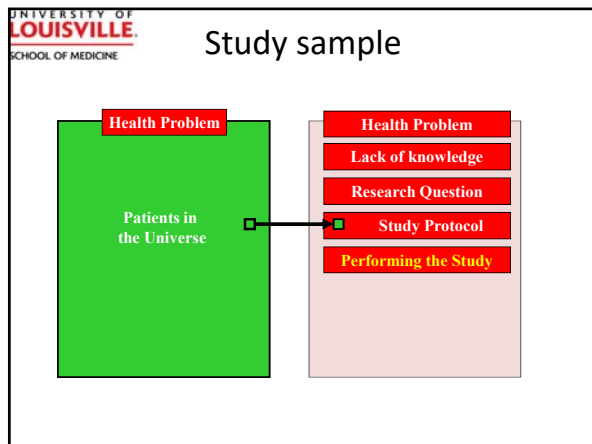 UNIVERSITY OF
LOUISVILLE.
SCHOOL OF MEDICINE
Study sample
Health Problem
Patients in
the Universe
Health Problem
Lack of knowledge
Research Question
Study Protocol
Performing the Study